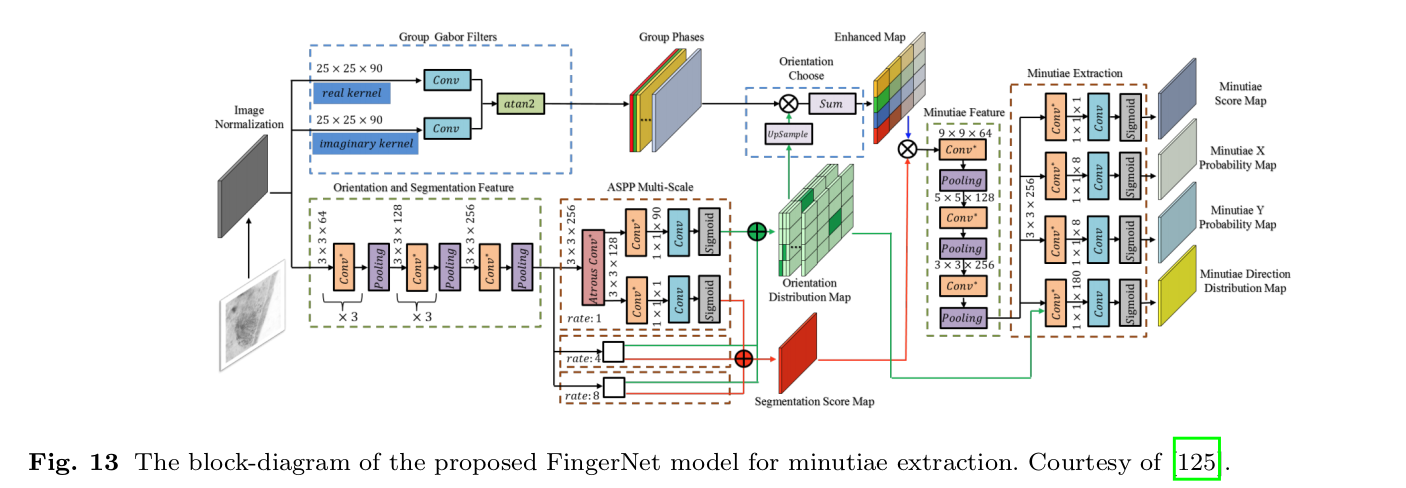 Group Gabor Filters
25 × 25 × 90
real kernel
Conv
25 × 25 × 90
imaginary kernel
Conv
atan2
Group Phases
...
Orientation
Choose
Sum
UpSample
Enhanced Map
Image
Normalization
Orientation and Segmentation Feature
3 × 3 × 64
Conv*
× 3
Pooling
3 × 3 × 128
Conv*
× 3
Pooling
3 × 3 × 256
Conv*
Pooling
ASPP Multi-Scale
3 × 3 × 256
Atrous Conv*
3 × 3 × 128
Conv*
1 × 1 × 90
Conv
Sigmoid
Conv*
1 × 1 × 1
Conv
Sigmoid
rate: 1
rate: 4
rate: 8
...
Orientation
Distribution Map
Segmentation Score Map
Minutiae Feature
9 × 9 × 64
Conv*
Pooling
5 × 5 × 128
Conv*
Pooling
3 × 3 × 256
Conv*
Pooling
Minutiae Extraction
3 × 3 × 256
Conv*
1 × 1 × 1
Conv
Sigmoid
Conv*
1 × 1 × 8
Conv
Sigmoid
Conv*
1 × 1 × 8
Conv
Sigmoid
Conv*
1 × 1 × 180
Conv
Sigmoid
Minutiae
Score Map
Minutiae X
Probability Map
Minutiae Y
Probability Map
Minutiae Direction
Distribution Map
Fig. 13 The block-diagram of the proposed FingerNet model for minutiae extraction. Courtesy of [125].